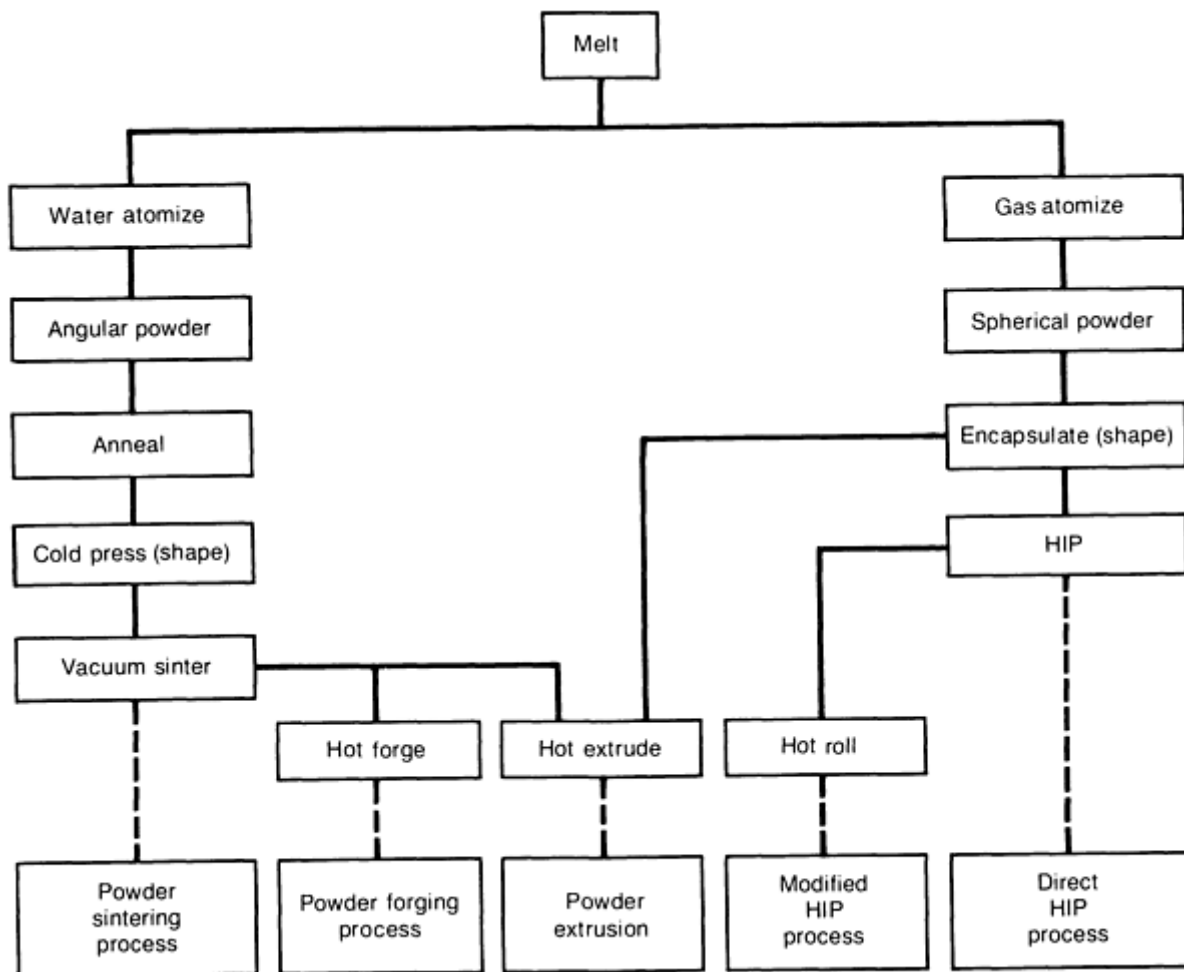 Melt
Water atomize
Gas atomize
Angular powder
Spherical powder
Anneal
Encapsulate (shape)
Cold press (shape)
HIP
Vacuum sinter
Hot forge
Hot extrude
Hot roll
Powder
sintering
process
Powder forging
process
Powder
extrusion
Modified
HIP
process
Direct
HIP
process